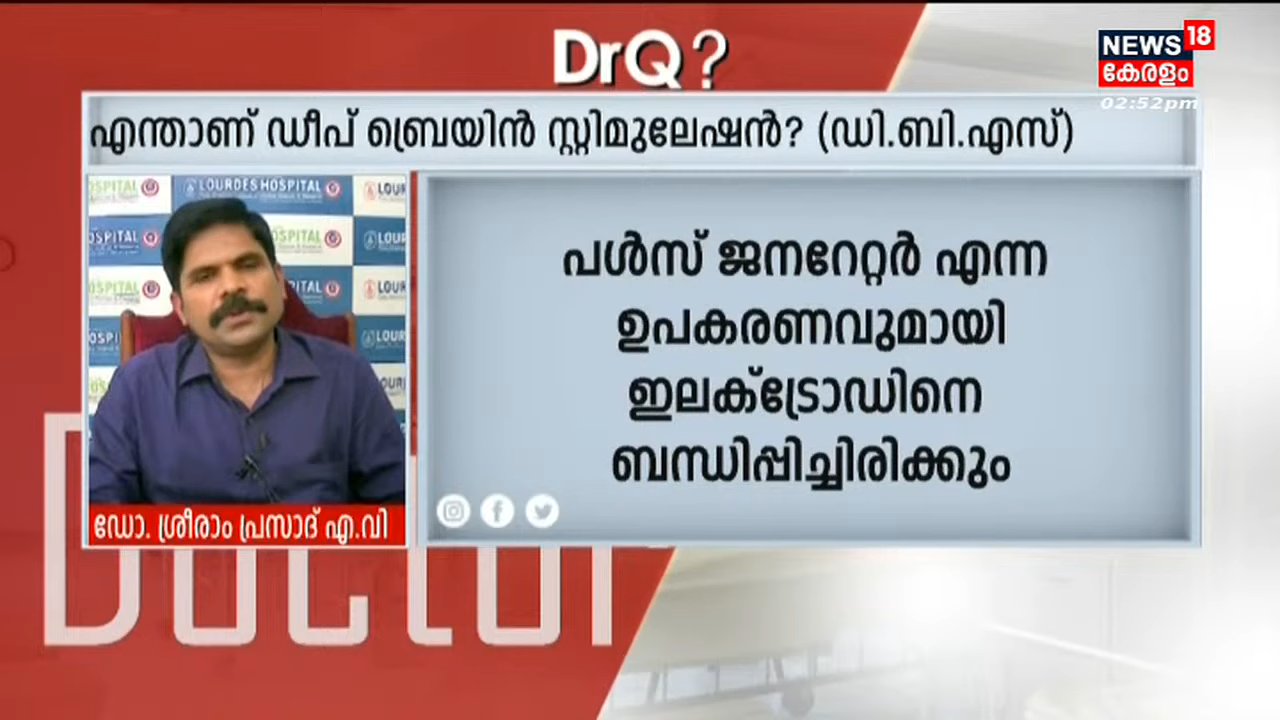 DrQ?
NEWS 18
കേരളം
02:52pm
എന്താണ് ഡീപ് ബ്രെയിൻ സ്റ്റിമുലേഷൻ? (ഡി.ബി.എസ്)
LOURDES HOSPITAL
പൾസ് ജനറേറ്റർ എന്ന
ഉപകരണവുമായി
ഇലക്ട്രോഡിനെ
ബന്ധിപ്പിച്ചിരിക്കും
ഡോ. ശ്രീരാം പ്രസാദ് എ.വി
Doctor